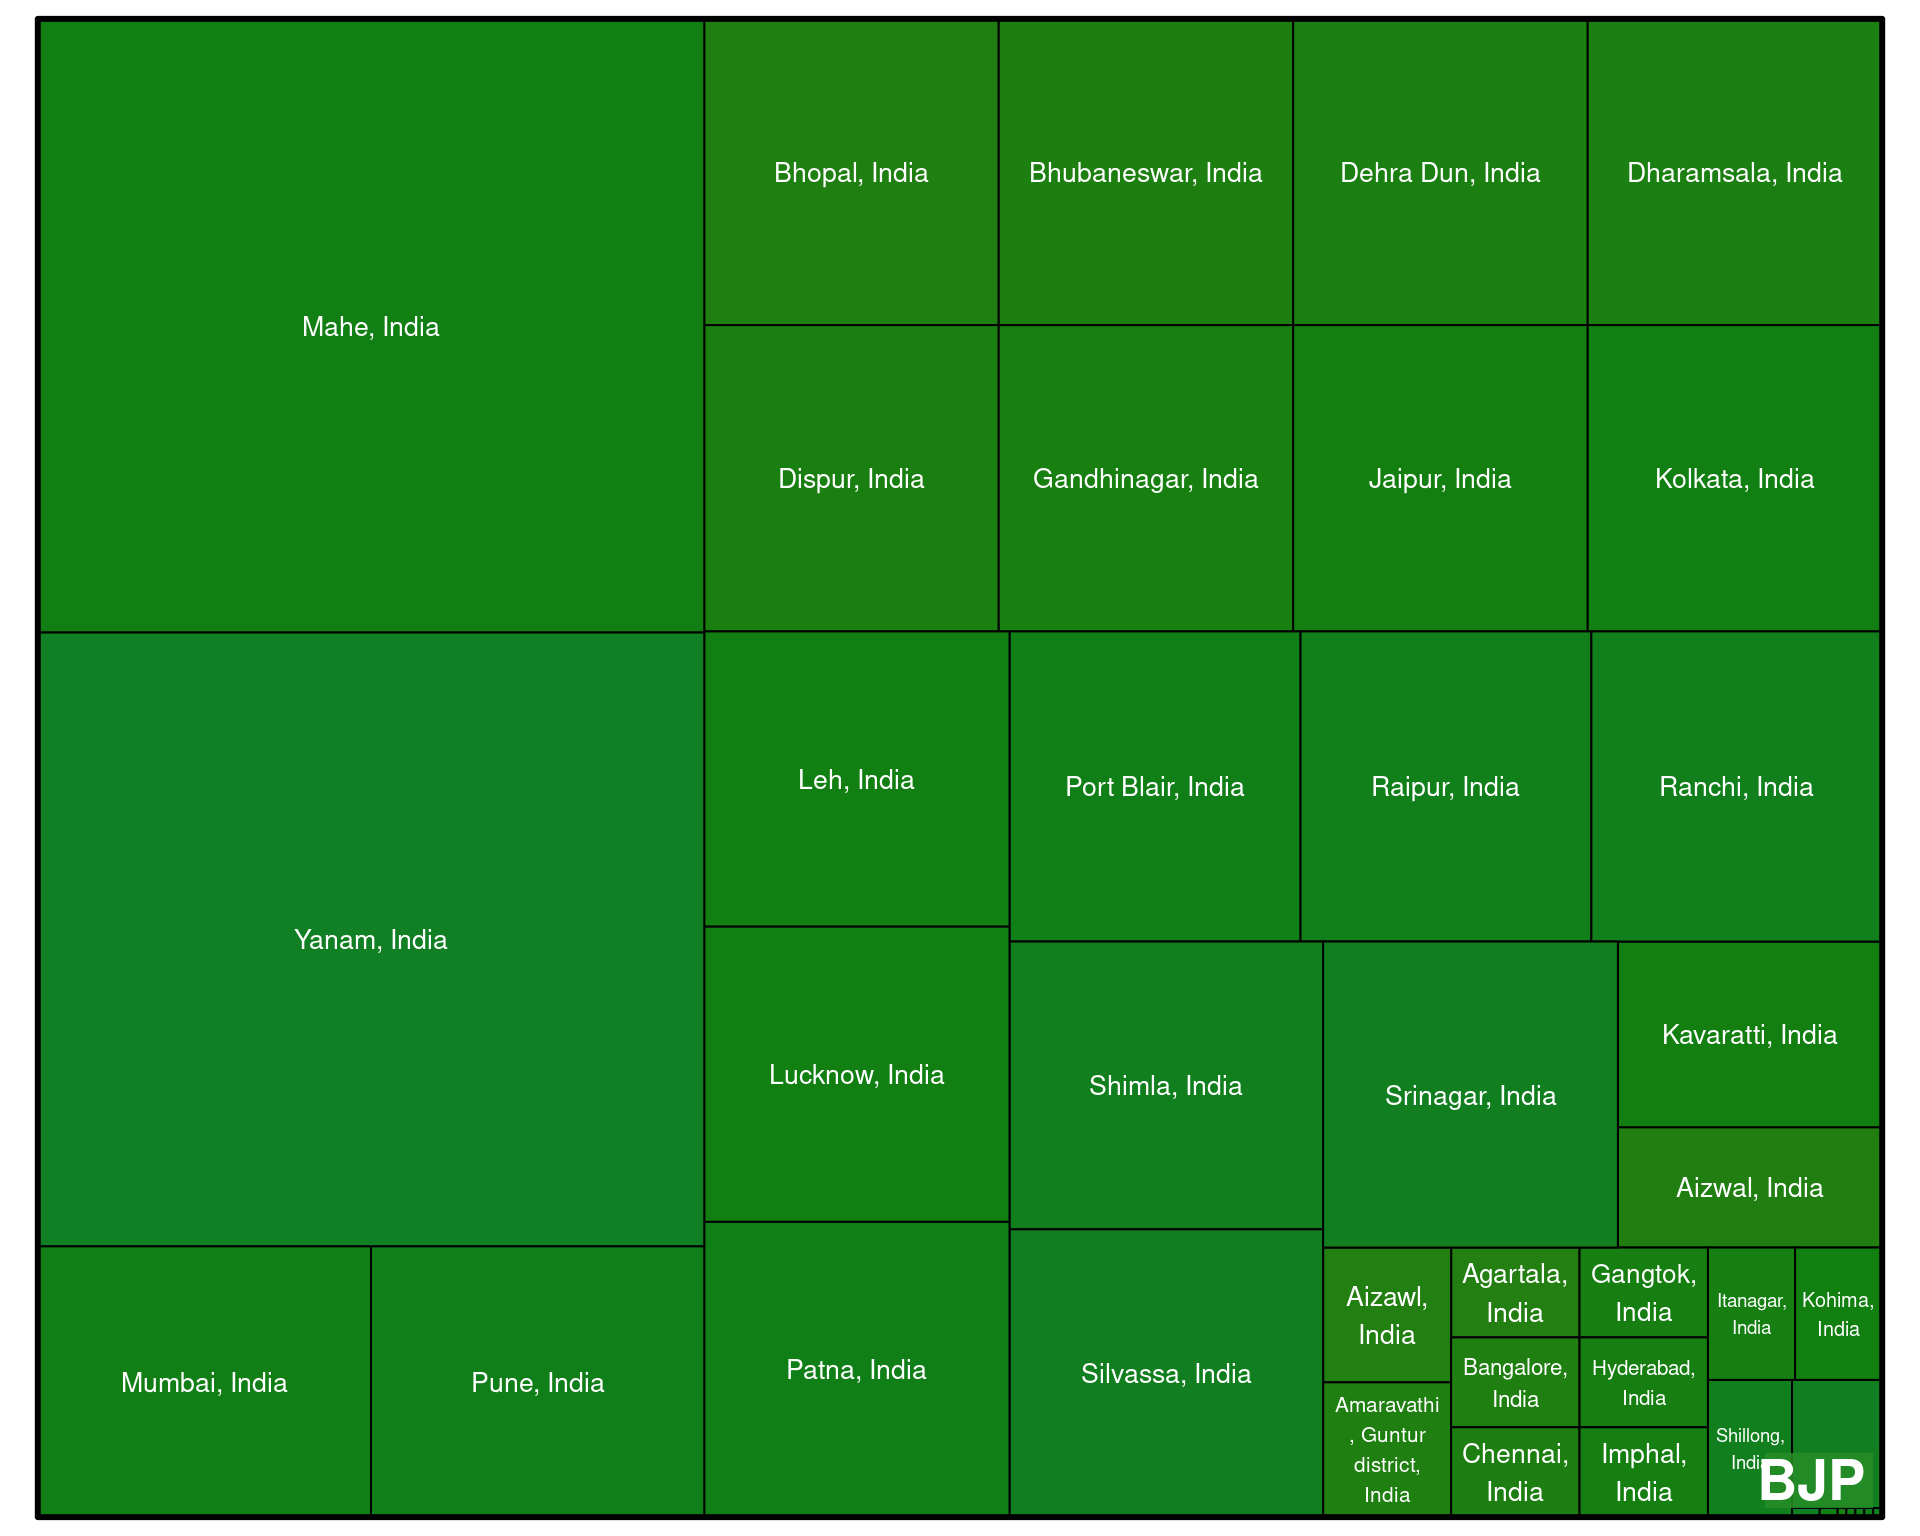 Mahe, India
Bhopal, India
Bhubaneswar, India
Dehra Dun, India
Dharamsala, India
Dispur, India
Gandhinagar, India
Jaipur, India
Kolkata, India
Yanam, India
Leh, India
Port Blair, India
Raipur, India
Ranchi, India
Lucknow, India
Shimla, India
Srinagar, India
Kavaratti, India
Aizwal, India
Mumbai, India
Pune, India
Patna, India
Silvassa, India
Aizawl,
India
Agartala,
India
Gangtok,
India
Itanagar,
India
Kohima,
India
Amaravathi
, Guntur
district,
India
Bangalore,
India
Hyderabad,
India
Chennai,
India
Imphal,
India
Shillong,
India
BJP